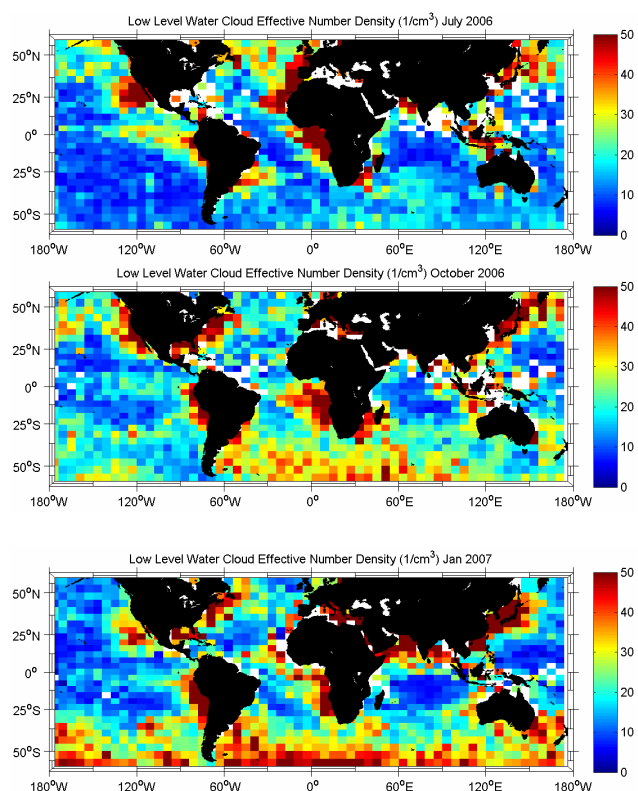 Low Level Water Cloud Effective Number Density (1/cm³) July 2006
50°N
25°N
0°
25°S
50°S
180°W 120°W 60°W 0° 60°E 120°E 180°W
50
40
30
20
10
0
Low Level Water Cloud Effective Number Density (1/cm³) October 2006
50°N
25°N
0°
25°S
50°S
180°W 120°W 60°W 0° 60°E 120°E 180°W
50
40
30
20
10
0
Low Level Water Cloud Effective Number Density (1/cm³) Jan 2007
50°N
25°N
0°
25°S
50°S
180°W 120°W 60°W 0° 60°E 120°E 180°W
50
40
30
20
10
0